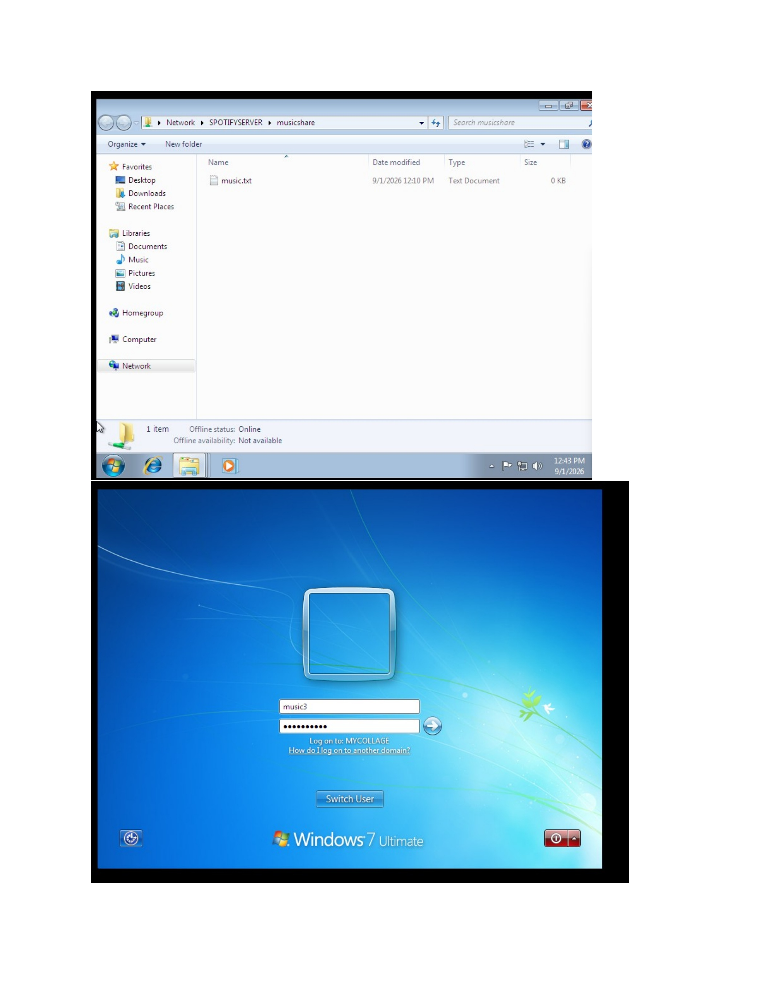 Network SPOTIFYSERVER musicshare Search musicshare
Organize New folder
Name Date modified Type Size
Favorites
music.txt 9/1/2026 12:10 PM Text Document 0 KB
Desktop
Downloads
Recent Places
Libraries
Documents
Music
Pictures
Videos
Homegroup
Computer
Network
1 item Offline status: Online
Offline availability: Not available
12:43 PM
9/1/2026
music3
Log on to: MYCOLLAGE
How do I log on to another domain?
Switch User
Windows 7 Ultimate